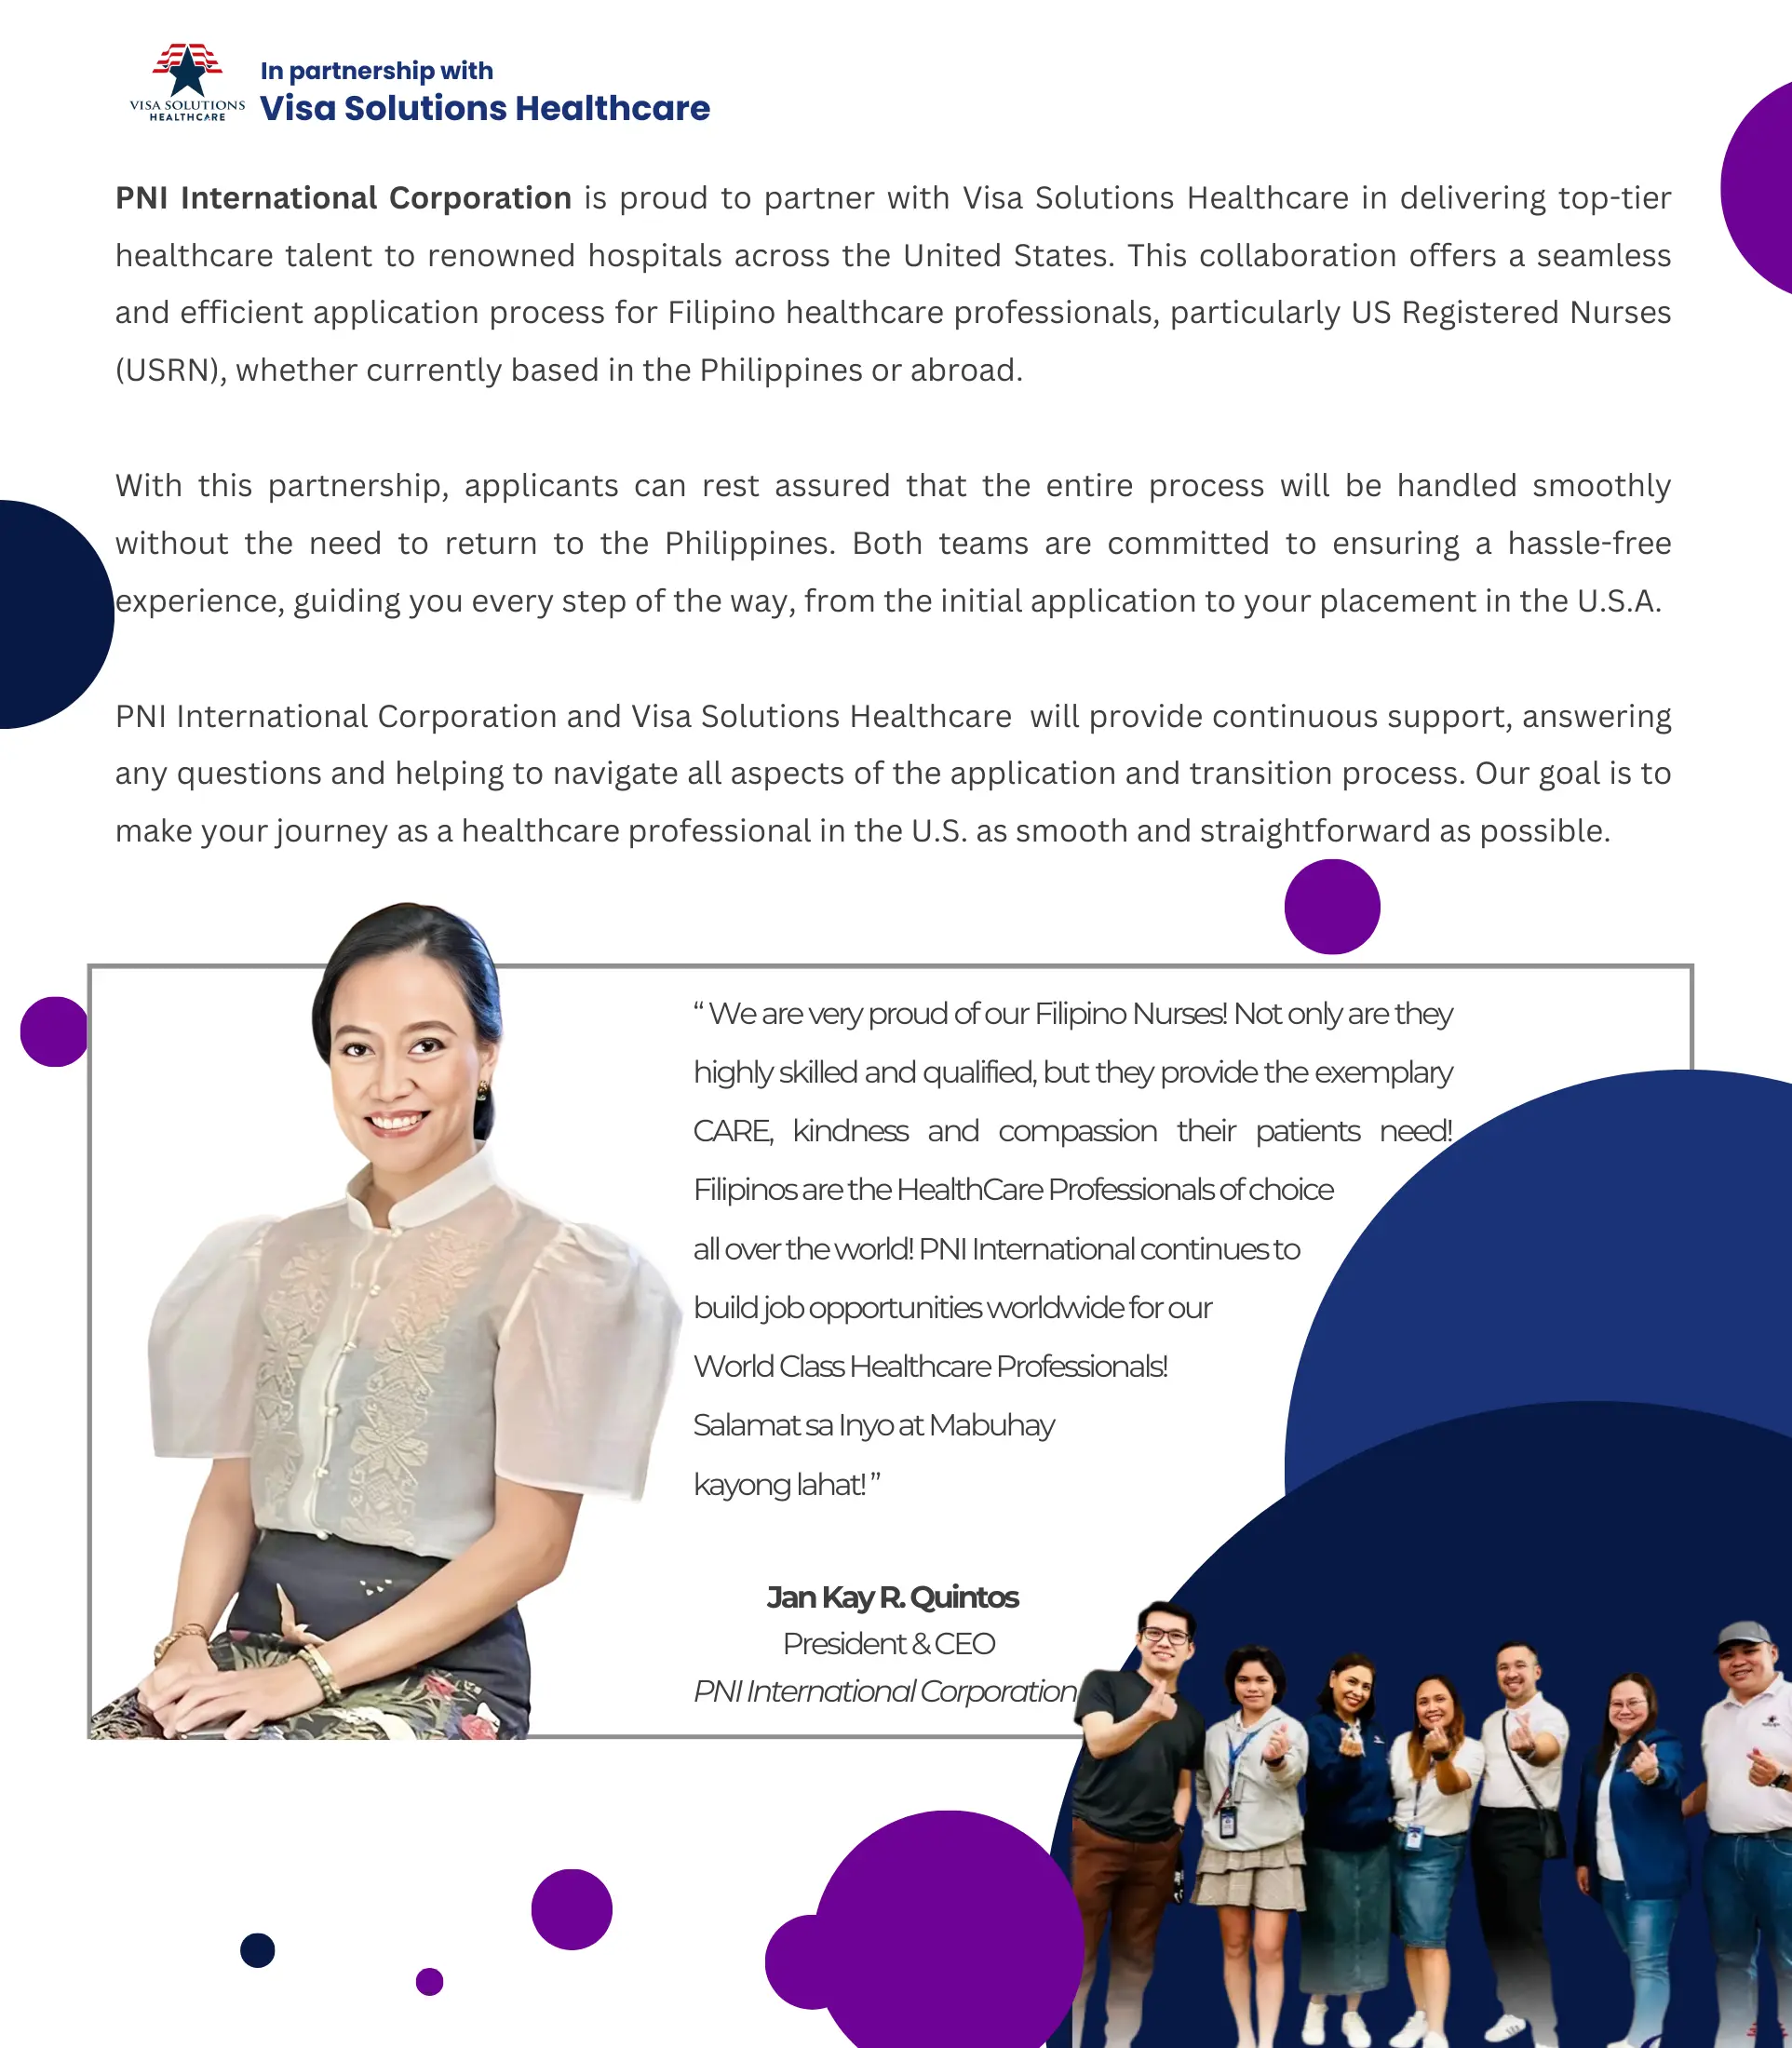 VISA SOLUTIONS
HEALTHCARE
In partnership with
Visa Solutions Healthcare
PNI International Corporation is proud to partner with Visa Solutions Healthcare in delivering top-tier
healthcare talent to renowned hospitals across the United States. This collaboration offers a seamless
and efficient application process for Filipino healthcare professionals, particularly US Registered Nurses
(USRN), whether currently based in the Philippines or abroad.
With this partnership, applicants can rest assured that the entire process will be handled smoothly
without the need to return to the Philippines. Both teams are committed to ensuring a hassle-free
experience, guiding you every step of the way, from the initial application to your placement in the U.S.A.
PNI International Corporation and Visa Solutions Healthcare will provide continuous support, answering
any questions and helping to navigate all aspects of the application and transition process. Our goal is to
make your journey as a healthcare professional in the U.S. as smooth and straightforward as possible.
“ We are very proud of our Filipino Nurses! Not only are they
highly skilled and qualified, but they provide the exemplary
CARE, kindness and compassion their patients need!
Filipinos are the HealthCare Professionals of choice
all over the world! PNI International continues to
build job opportunities worldwide for our
World Class Healthcare Professionals!
Salamat sa Inyo at Mabuhay
kayong lahat! ”
Jan Kay R. Quintos
President & CEO
PNI International Corporation